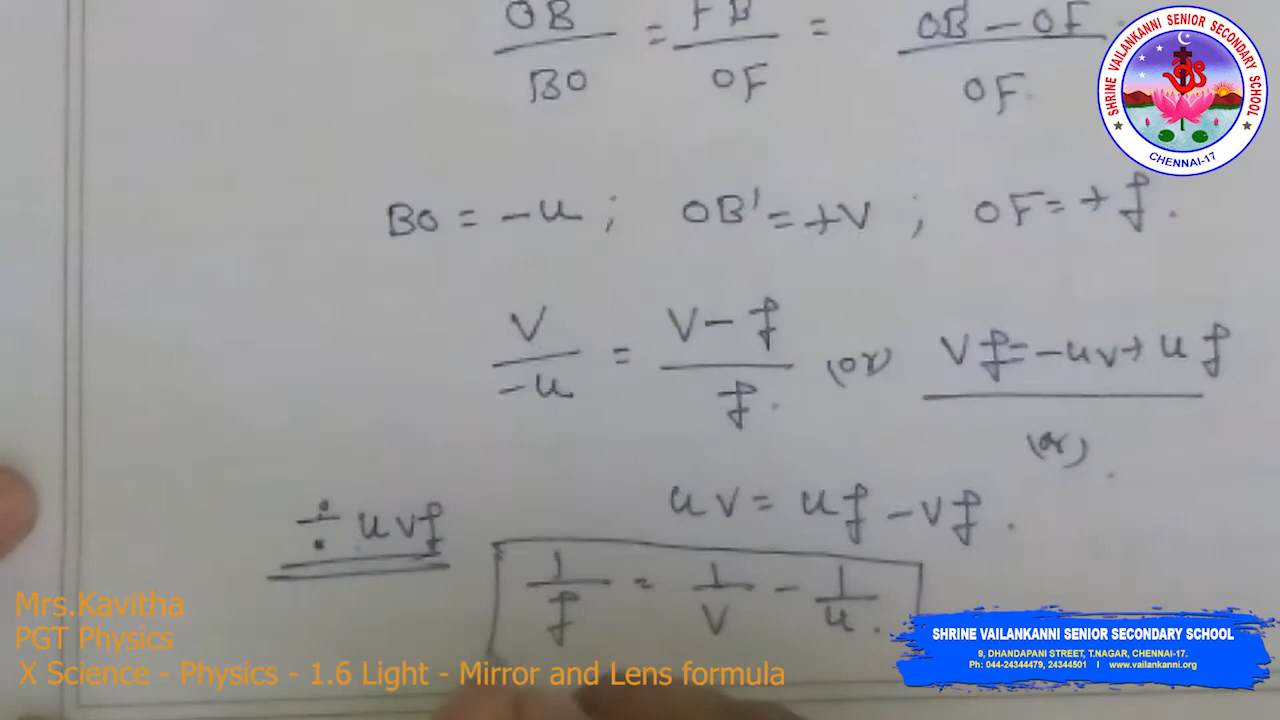 OB/BO = FB/OF = OB – OF/OF.
BO = –u ; OB' = +V ; OF = + f.
V/–u = V – f/f. (or) Vf = –uv + uf
(or)
÷ uvf uv = uf – vf.
1/f = 1/V – 1/u.
SHRINE VAILANKANNI SENIOR SECONDARY SCHOOL
CHENNAI-17
Mrs.Kavitha
PGT Physics
X Science - Physics - 1.6 Light - Mirror and Lens formula
SHRINE VAILANKANNI SENIOR SECONDARY SCHOOL
9, DHANDAPANI STREET, T.NAGAR, CHENNAI-17.
Ph: 044-24344479, 24344501 | www.vailankanni.org